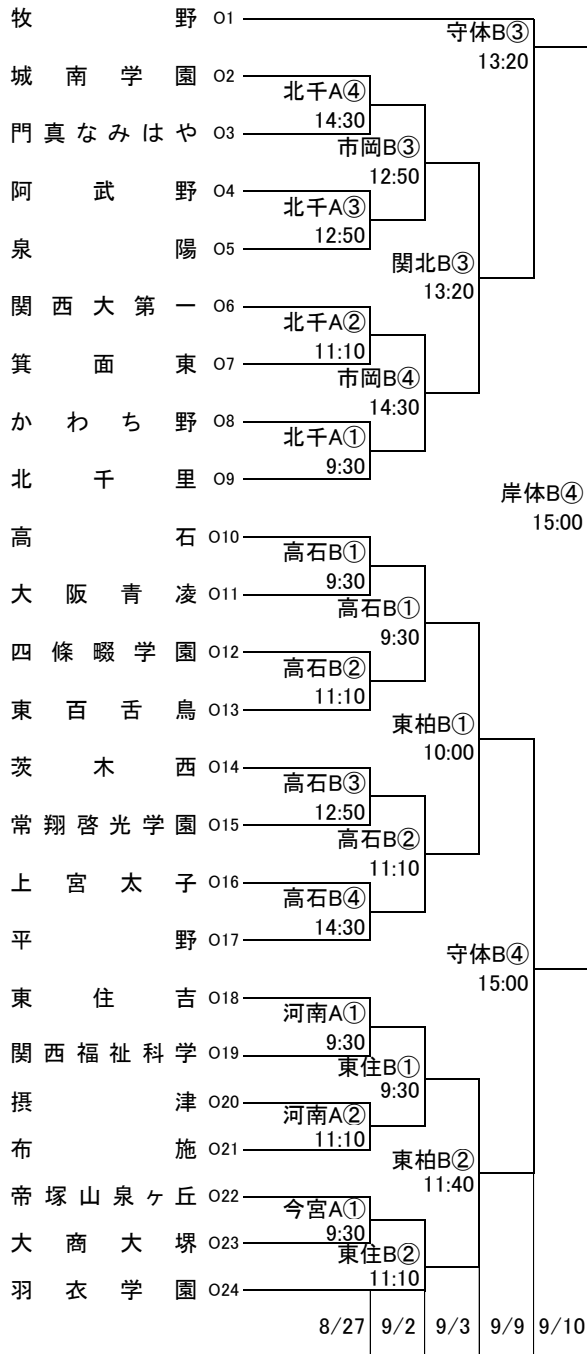 牧野 O1
守体B③
13:20
城南学園 O2
北千A④
14:30
門真なみはや O3
市岡B③
12:50
阿武野 O4
北千A③
12:50
泉陽 O5
関北B③
13:20
関西大第一 O6
北千A②
11:10
箕面東 O7
市岡B④
14:30
かわち野 O8
北千A①
9:30
北千里 O9
岸体B④
15:00
高石 O10
高石B①
9:30
大阪青凌 O11
高石B①
9:30
四條畷学園 O12
高石B②
11:10
東百舌鳥 O13
東柏B①
10:00
茨木西 O14
高石B③
12:50
常翔啓光学園 O15
高石B②
11:10
上宮太子 O16
高石B④
14:30
平野 O17
守体B④
15:00
東住吉 O18
河南A①
9:30
関西福祉科学 O19
東住B①
9:30
摂津 O20
河南A②
11:10
布施 O21
東柏B②
11:40
帝塚山泉ヶ丘 O22
今宮A①
9:30
大商大堺 O23
東住B②
11:10
羽衣学園 O24
8/27 9/2 9/3 9/9 9/10